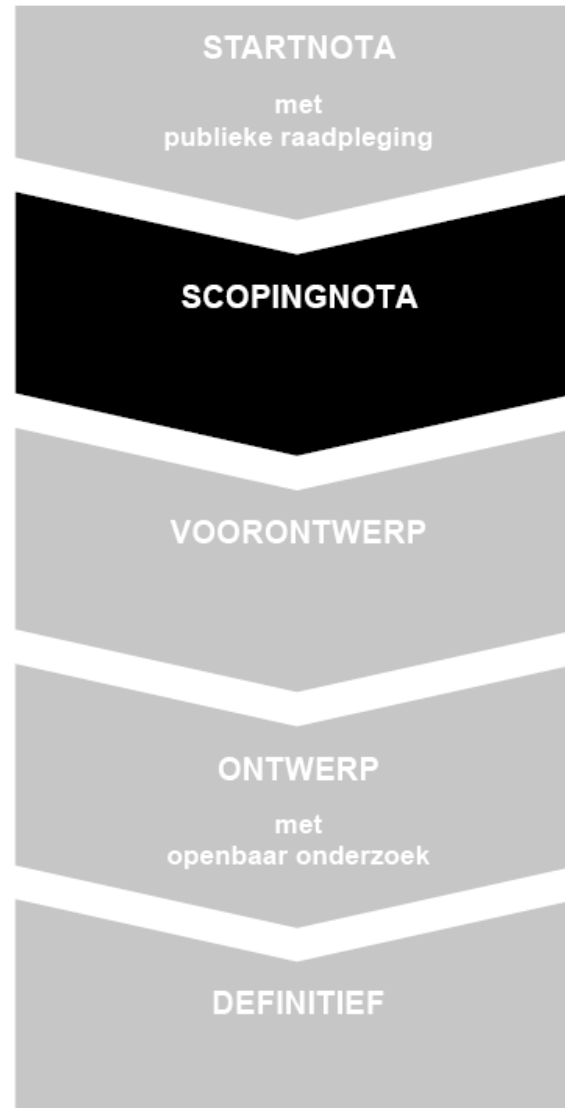 STARTNOTA
met
publieke raadpleging
SCOPINGNOTA
VOORONTWERP
ONTWERP
met
openbaar onderzoek
DEFINITIEF